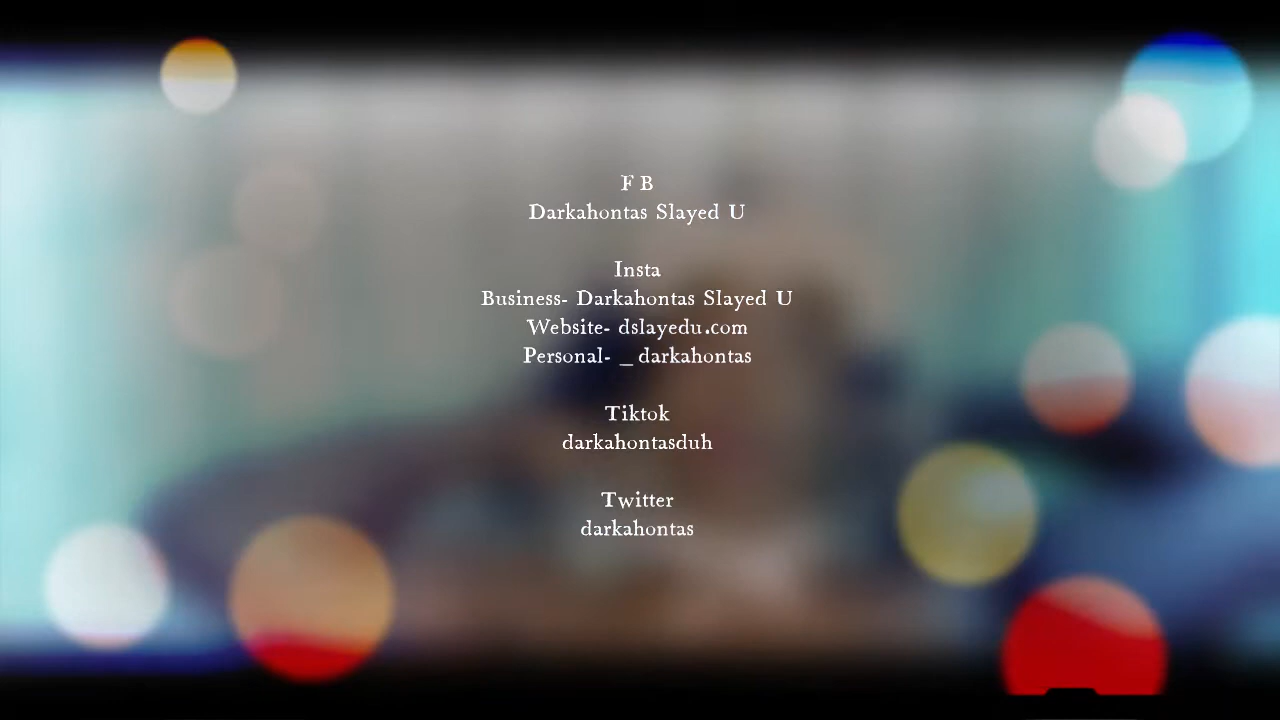 F B
Darkahontas Slayed U
Insta
Business- Darkahontas Slayed U
Website- dslayedu.com
Personal- _darkahontas
Tiktok
darkahontasduh
Twitter
darkahontas